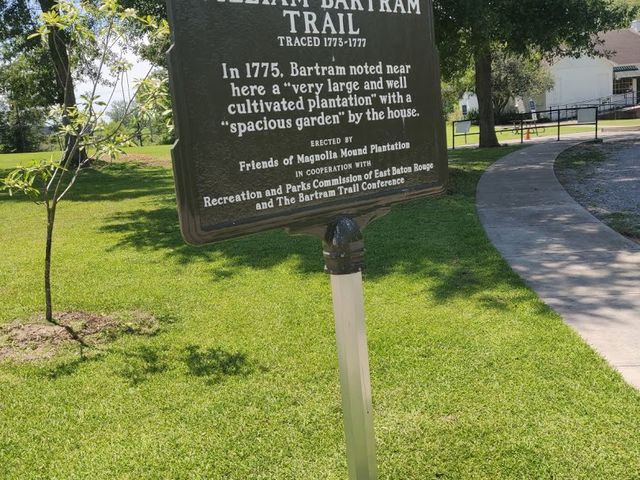 WILLIAM BARTRAM
TRAIL
TRACED 1773-1777
In 1775, Bartram noted near
here a "very large and well
cultivated plantation" with a
"spacious garden" by the house.
ERECTED BY
Friends of Magnolia Mound Plantation
IN COOPERATION WITH
Recreation and Parks Commission of East Baton Rouge
and The Bartram Trail Conference